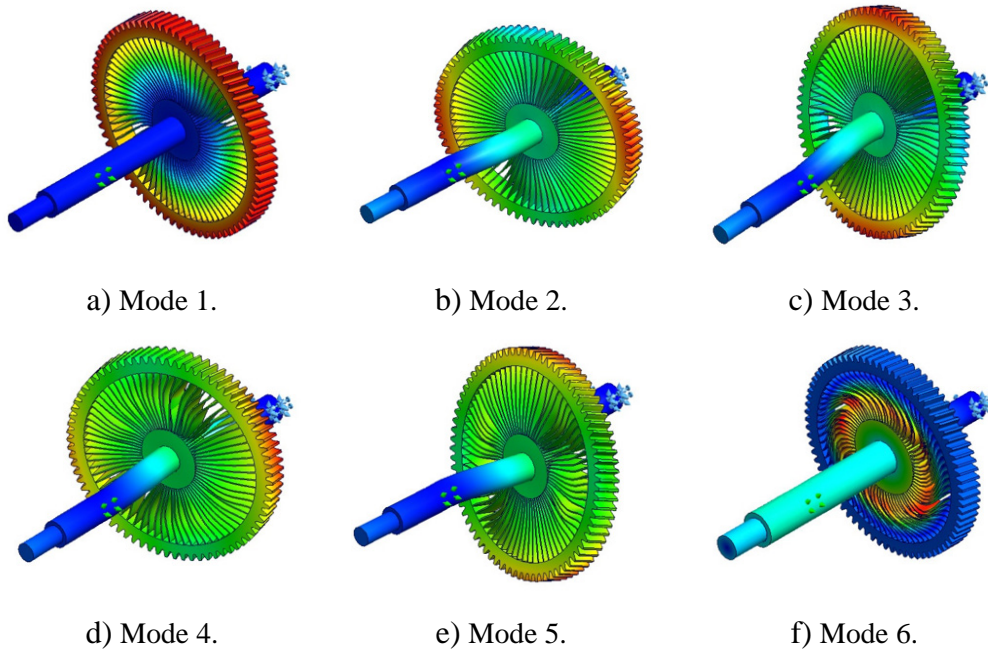 a) Mode 1.
b) Mode 2.
c) Mode 3.
d) Mode 4.
e) Mode 5.
f) Mode 6.